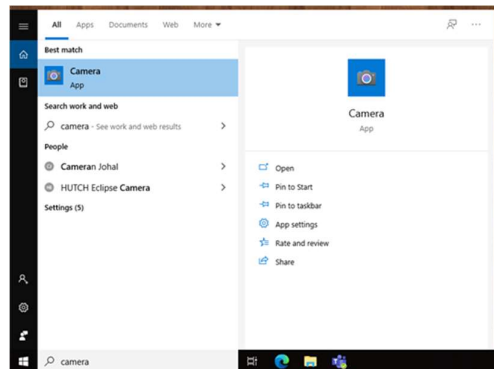 All Apps Documents Web More
Best match
Camera
App
Search work and web
camera - See work and web results
People
Cameran Johal
HUTCH Eclipse Camera
Settings (5)
Camera
App
Open
Pin to Start
Pin to taskbar
App settings
Rate and review
Share
camera